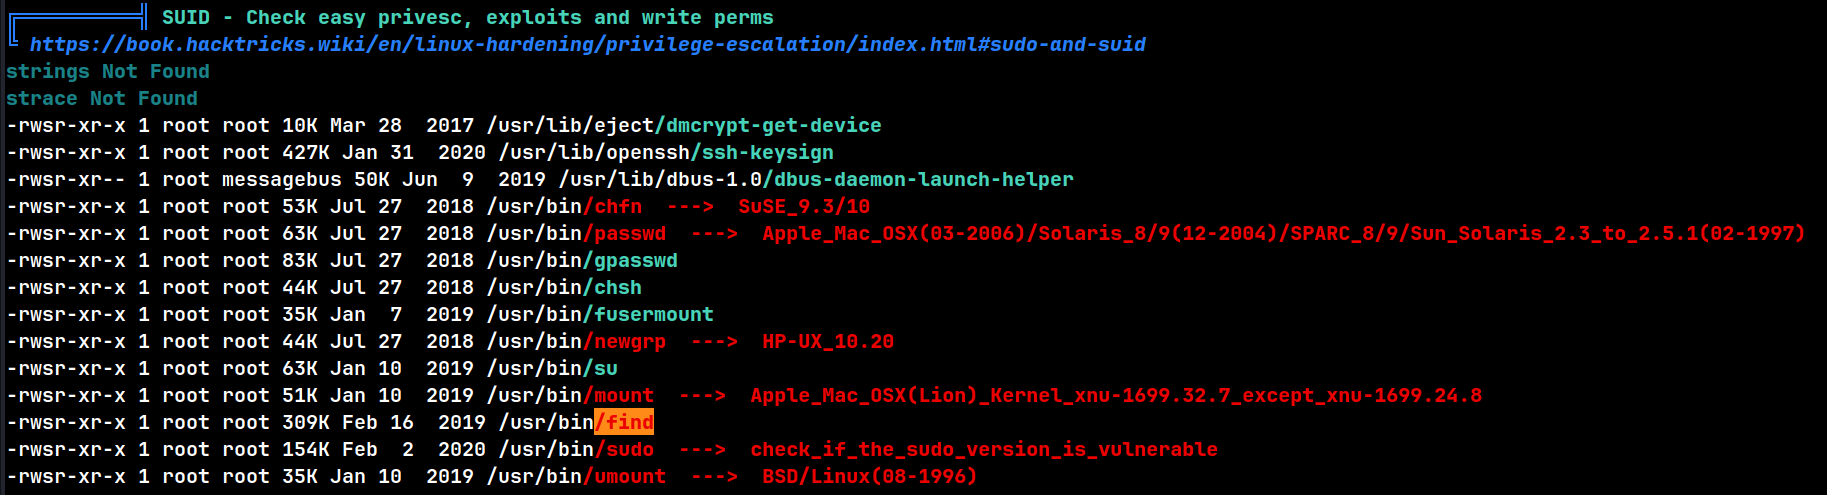 SUID - Check easy privesc, exploits and write perms
https://book.hacktricks.wiki/en/linux-hardening/privilege-escalation/index.html#sudo-and-suid
strings Not Found
strace Not Found
-rwsr-xr-x 1 root root 10K Mar 28  2017 /usr/lib/eject/dmcrypt-get-device
-rwsr-xr-x 1 root root 427K Jan 31  2020 /usr/lib/openssh/ssh-keysign
-rwsr-xr-- 1 root messagebus 50K Jun  9  2019 /usr/lib/dbus-1.0/dbus-daemon-launch-helper
-rwsr-xr-x 1 root root 53K Jul 27  2018 /usr/bin/chfn  --->  SuSE_9.3/10
-rwsr-xr-x 1 root root 63K Jul 27  2018 /usr/bin/passwd  --->  Apple_Mac_OSX(03-2006)/Solaris_8/9(12-2004)/SPARC_8/9/Sun_Solaris_2.3_to_2.5.1(02-1997)
-rwsr-xr-x 1 root root 83K Jul 27  2018 /usr/bin/gpasswd
-rwsr-xr-x 1 root root 44K Jul 27  2018 /usr/bin/chsh
-rwsr-xr-x 1 root root 35K Jan  7  2019 /usr/bin/fusermount
-rwsr-xr-x 1 root root 44K Jul 27  2018 /usr/bin/newgrp  --->  HP-UX_10.20
-rwsr-xr-x 1 root root 63K Jan 10  2019 /usr/bin/su
-rwsr-xr-x 1 root root 51K Jan 10  2019 /usr/bin/mount  --->  Apple_Mac_OSX(Lion)_Kernel_xnu-1699.32.7_except_xnu-1699.24.8
-rwsr-xr-x 1 root root 309K Feb 16  2019 /usr/bin/find
-rwsr-xr-x 1 root root 154K Feb  2  2020 /usr/bin/sudo  --->  check_if_the_sudo_version_is_vulnerable
-rwsr-xr-x 1 root root 35K Jan 10  2019 /usr/bin/umount  --->  BSD/Linux(08-1996)